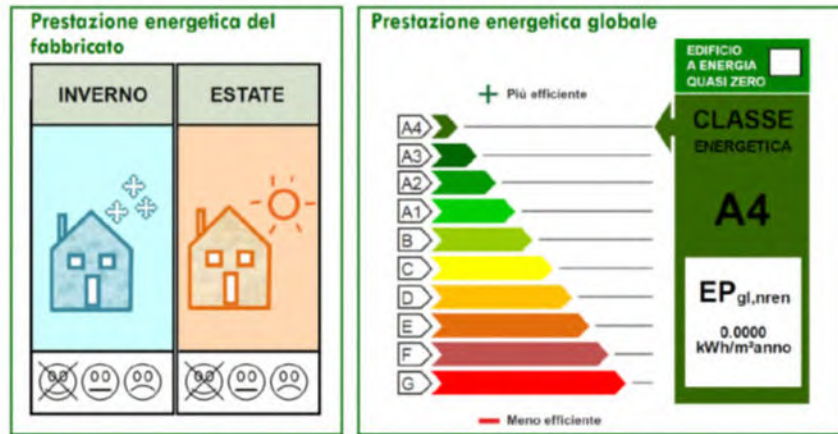 Prestazione energetica del
fabbricato
INVERNO
ESTATE
Prestazione energetica globale
+ Più efficiente
A4
A3
A2
A1
B
C
D
E
F
G
— Meno efficiente
EDIFICIO
A ENERGIA
QUASI ZERO
CLASSE
ENERGETICA
A4
EPgl,nren
0.0000
kWh/m²anno